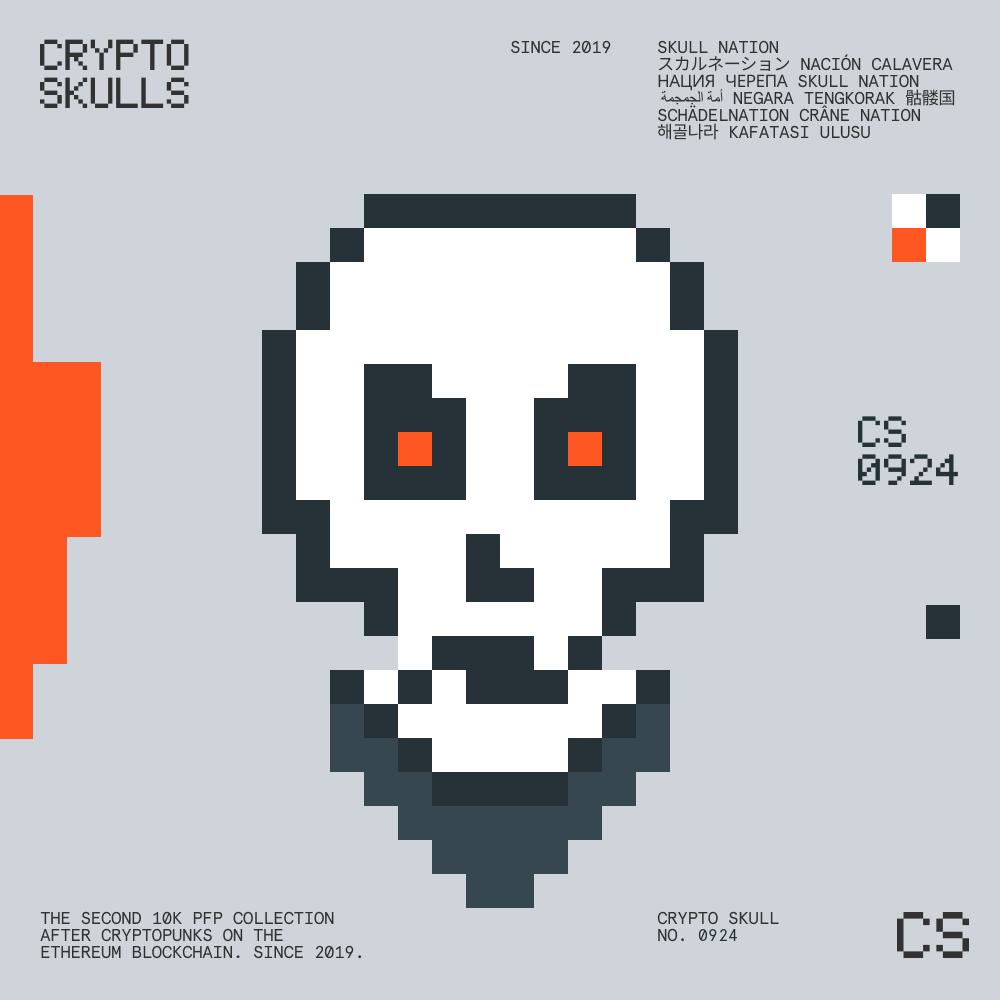 CRYPTO
SKULLS
SINCE 2019
SKULL NATION
スカルネーション NACIÓN CALAVERA
НАЦИЯ ЧЕРЕПА SKULL NATION
أمة الجمجمة NEGARA TENGKORAK 骷髅国
SCHÄDELNATION CRÂNE NATION
해골나라 KAFATASI ULUSU
CS
0924
THE SECOND 10K PFP COLLECTION
AFTER CRYPTOPUNKS ON THE
ETHEREUM BLOCKCHAIN. SINCE 2019.
CRYPTO SKULL
NO. 0924
CS